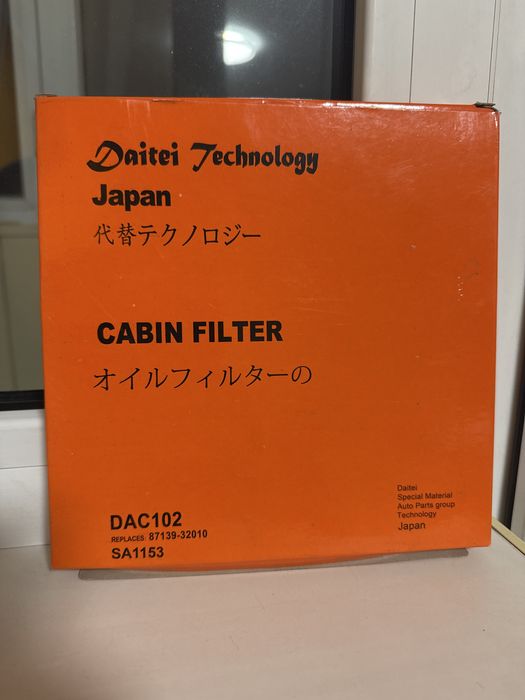 Daitei Technology
Japan
代替テクノロジー
CABIN FILTER
オイルフィルターの
DAC102
REPLACES: 87139-32010
SA1153
Daitei
Special Material
Auto Parts group
Technology
Japan